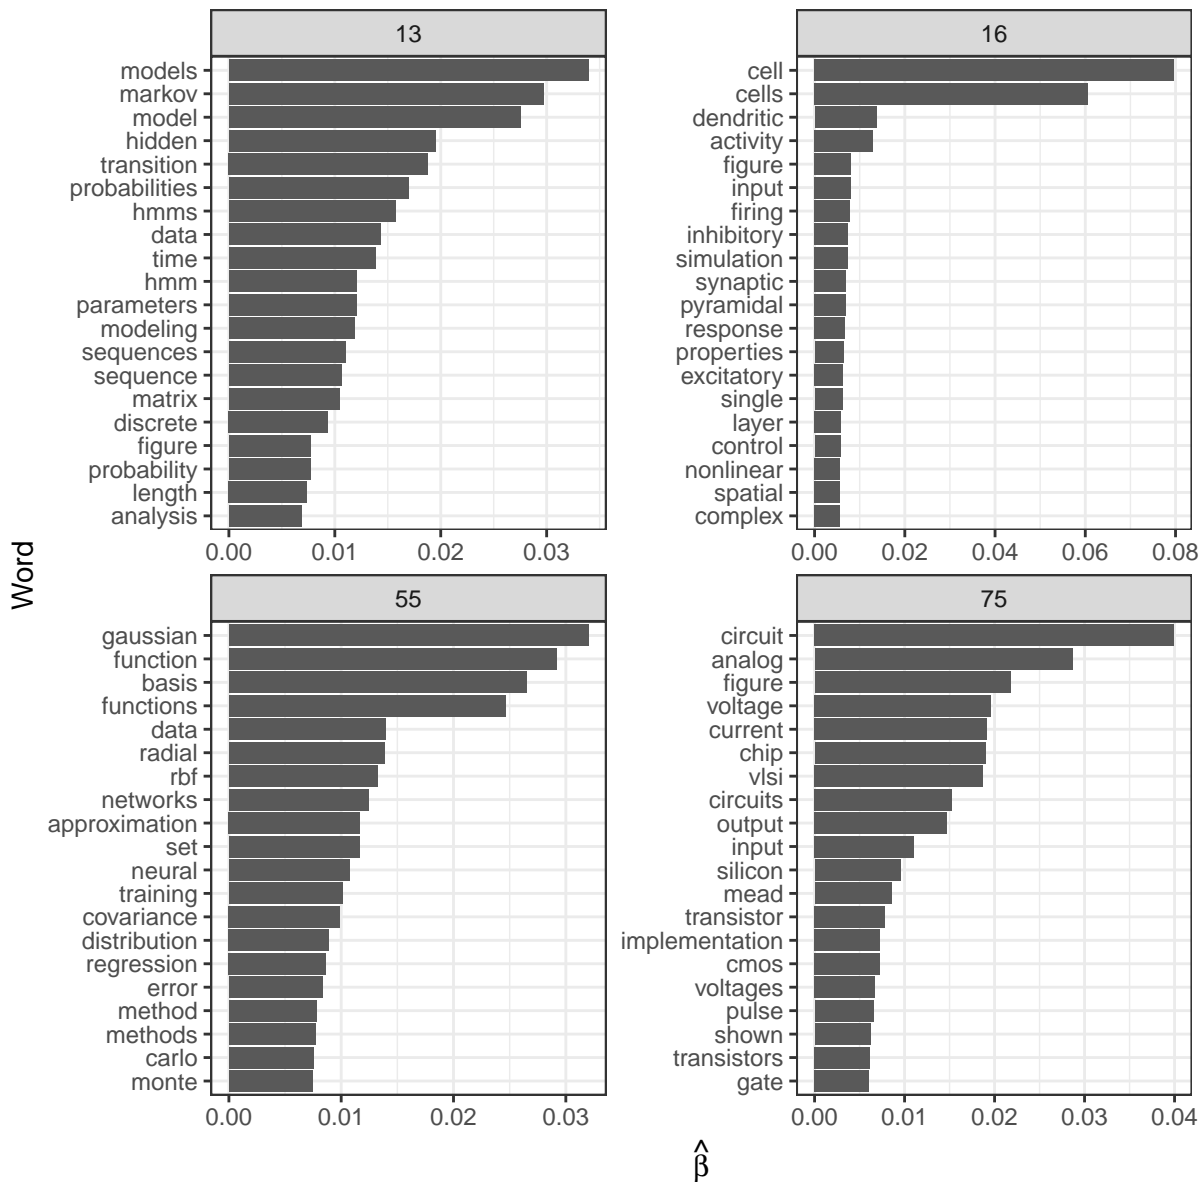 Word
13
models
markov
model
hidden
transition
probabilities
hmms
data
time
hmm
parameters
modeling
sequences
sequence
matrix
discrete
figure
probability
length
analysis
0.00 0.01 0.02 0.03
16
cell
cells
dendritic
activity
figure
input
firing
inhibitory
simulation
synaptic
pyramidal
response
properties
excitatory
single
layer
control
nonlinear
spatial
complex
0.00 0.02 0.04 0.06 0.08
55
gaussian
function
basis
functions
data
radial
rbf
networks
approximation
set
neural
training
covariance
distribution
regression
error
method
methods
carlo
monte
0.00 0.01 0.02 0.03
75
circuit
analog
figure
voltage
current
chip
vlsi
circuits
output
input
silicon
mead
transistor
implementation
cmos
voltages
pulse
shown
transistors
gate
0.00 0.01 0.02 0.03 0.04
β̂